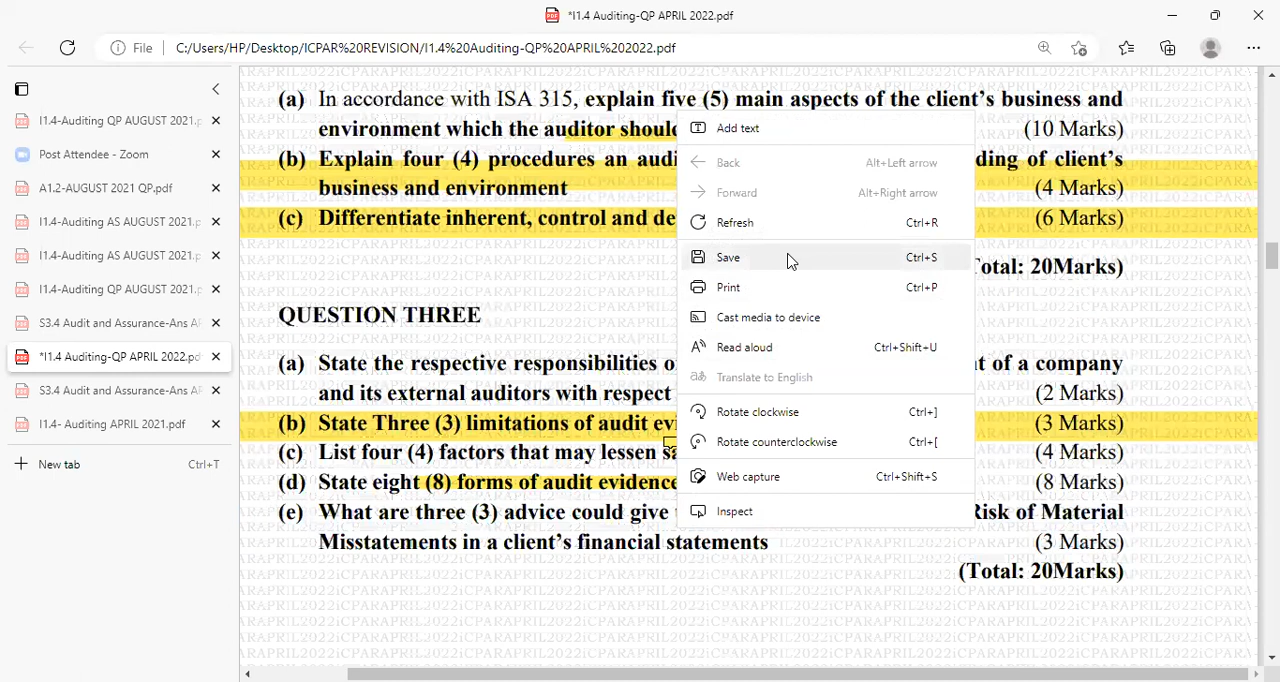 *I1.4 Auditing-QP APRIL 2022.pdf
File
C:/Users/HP/Desktop/ICPAR%20REVISION/I1.4%20Auditing-QP%20APRIL%202022.pdf
I1.4-Auditing QP AUGUST 2021.p
Post Attendee - Zoom
A1.2-AUGUST 2021 QP.pdf
I1.4-Auditing AS AUGUST 2021.p
I1.4-Auditing AS AUGUST 2021.p
I1.4-Auditing QP AUGUST 2021.p
S3.4 Audit and Assurance-Ans AP
*I1.4 Auditing-QP APRIL 2022.pd
S3.4 Audit and Assurance-Ans AP
I1.4- Auditing APRIL 2021.pdf
New tab Ctrl+T
(a) In accordance with ISA 315, explain five (5) main aspects of the client's business and
environment which the auditor should (10 Marks)
(b) Explain four (4) procedures an audi ding of client's
business and environment (4 Marks)
(c) Differentiate inherent, control and de (6 Marks)
Total: 20Marks)
QUESTION THREE
(a) State the respective responsibilities o t of a company
and its external auditors with respect (2 Marks)
(b) State Three (3) limitations of audit evi (3 Marks)
(c) List four (4) factors that may lessen sa (4 Marks)
(d) State eight (8) forms of audit evidence (8 Marks)
(e) What are three (3) advice could give Risk of Material
Misstatements in a client's financial statements (3 Marks)
(Total: 20Marks)
Add text
Back Alt+Left arrow
Forward Alt+Right arrow
Refresh Ctrl+R
Save Ctrl+S
Print Ctrl+P
Cast media to device
Read aloud Ctrl+Shift+U
Translate to English
Rotate clockwise Ctrl+]
Rotate counterclockwise Ctrl+[
Web capture Ctrl+Shift+S
Inspect